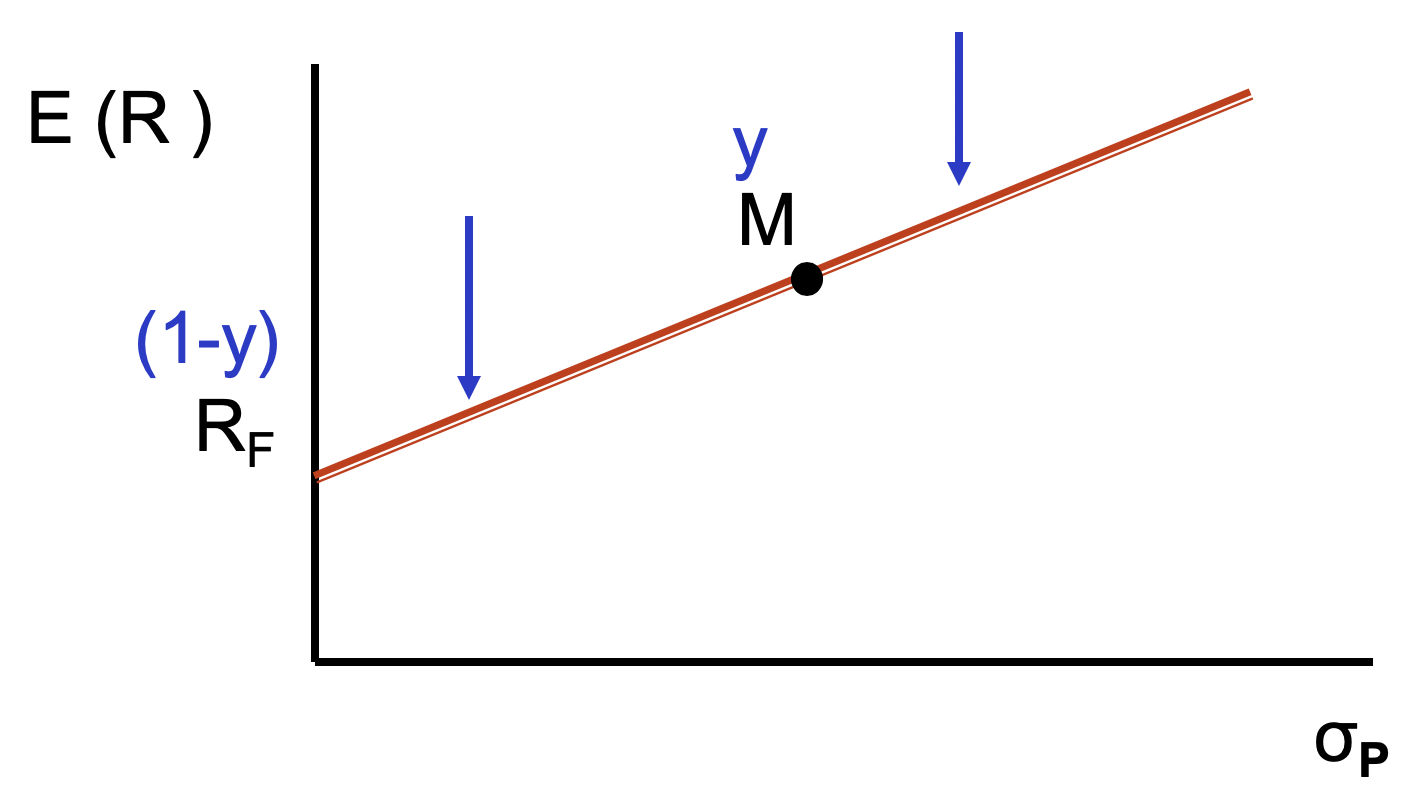 E (R )
y
M
(1-y)
R_F
σ_P